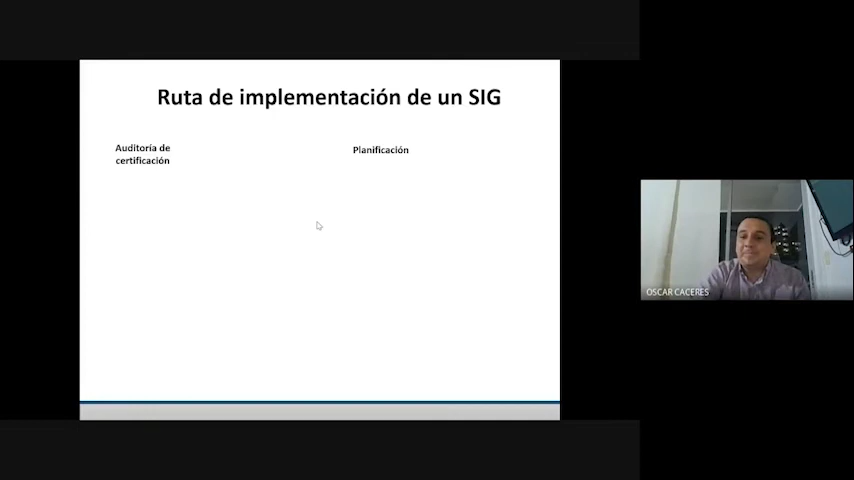 Ruta de implementación de un SIG
Auditoría de
certificación
Planificación
OSCAR CACERES